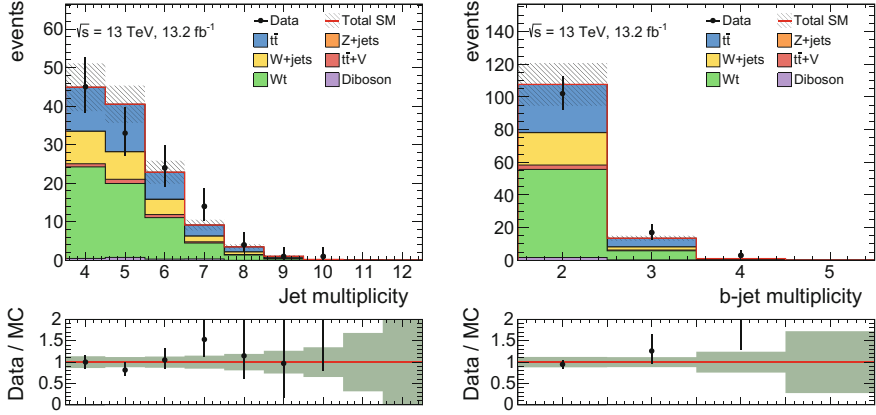 events
60
50
40
30
20
10
0
√s = 13 TeV, 13.2 fb⁻¹
Data
Total SM
tt̄
Z+jets
W+jets
tt̄+V
Wt
Diboson
4 5 6 7 8 9 10 11 12
Jet multiplicity
Data / MC
2
1.5
1
0.5
0
events
160
140
120
100
80
60
40
20
0
√s = 13 TeV, 13.2 fb⁻¹
Data
Total SM
tt̄
Z+jets
W+jets
tt̄+V
Wt
Diboson
2 3 4 5
b-jet multiplicity
Data / MC
2
1.5
1
0.5
0